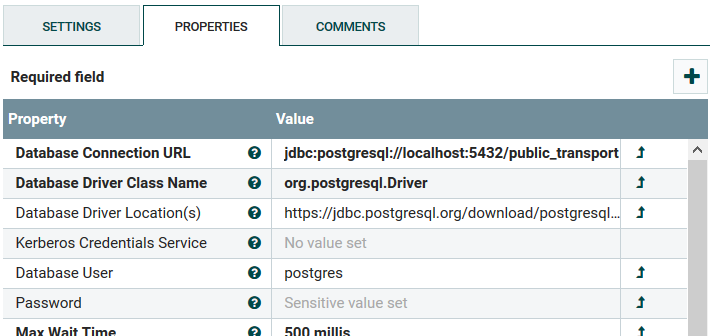 SETTINGS PROPERTIES COMMENTS
Required field
Property Value
Database Connection URL ? jdbc:postgresql://localhost:5432/public_transport
Database Driver Class Name ? org.postgresql.Driver
Database Driver Location(s) ? https://jdbc.postgresql.org/download/postgresql...
Kerberos Credentials Service ? No value set
Database User ? postgres
Password ? Sensitive value set
Max Wait Time ? 500 millis